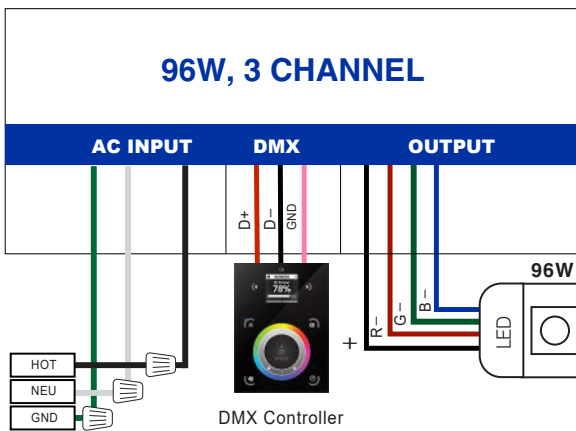 96W, 3 CHANNEL
AC INPUT
DMX
OUTPUT
D+
D−
GND
+
R−
G−
B−
96W
LED
78%
HOT
NEU
GND
DMX Controller